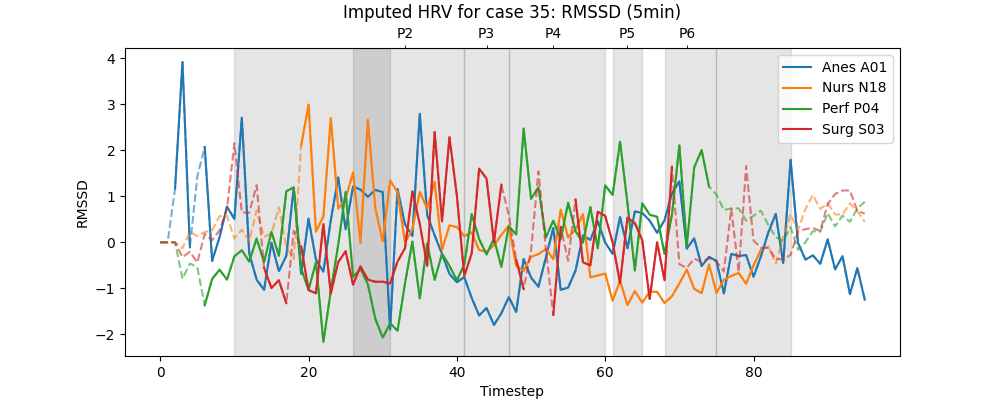 Imputed HRV for case 35: RMSSD (5min)
P2 P3 P4 P5 P6
Anes A01
Nurs N18
Perf P04
Surg S03
4
3
2
1
0
−1
−2
RMSSD
0 20 40 60 80
Timestep